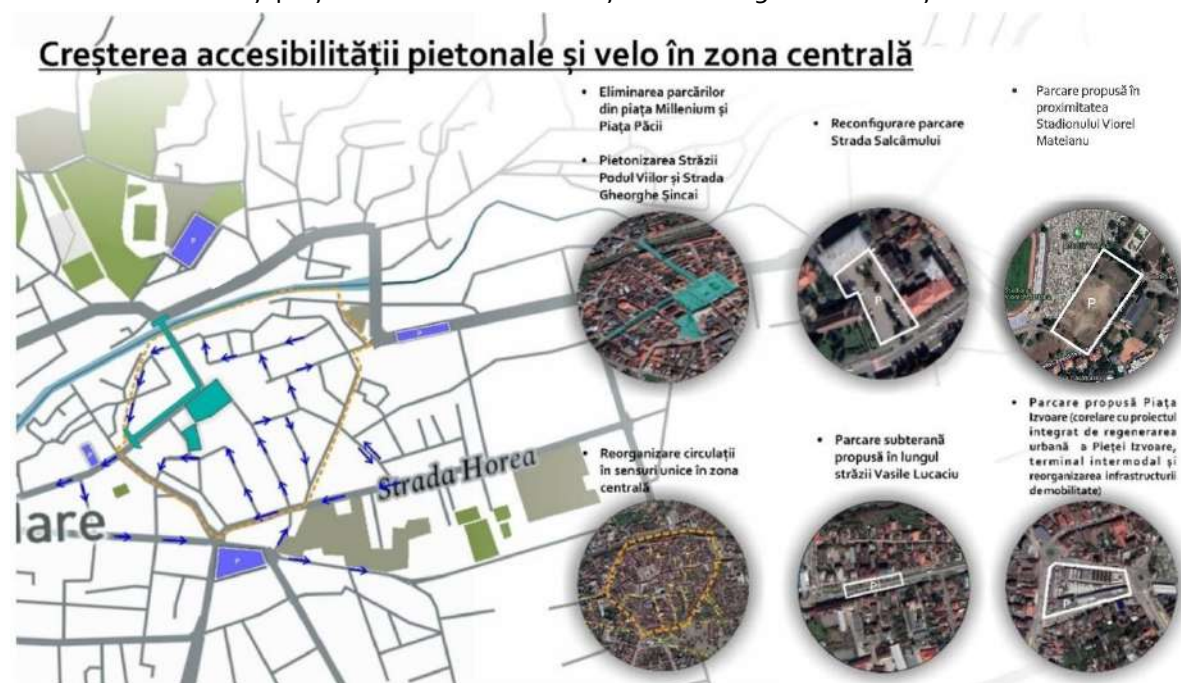 Creșterea accesibilității pietonale și velo în zona centrală
• Eliminarea parcărilor
din piața Millenium și
Piața Păcii
• Pietonizarea Străzii
Podul Viilor și Strada
Gheorghe Șincai
• Reconfigurare parcare
Strada Salcâmului
• Parcare propusă în
proximitatea
Stadionului Viorel
Mateianu
P
P
P
P
P
P
Strada Horea
lare
P
• Reorganizare circulații
în sensuri unice în zona
centrală
• Parcare subterană
propusă în lungul
străzii Vasile Lucaciu
• Parcare propusă Piața
Izvoare (corelare cu proiectul
integrat de regenerarea
urbană a Pieței Izvoare,
terminal intermodal și
reorganizarea infrastructurii
de mobilitate)
P